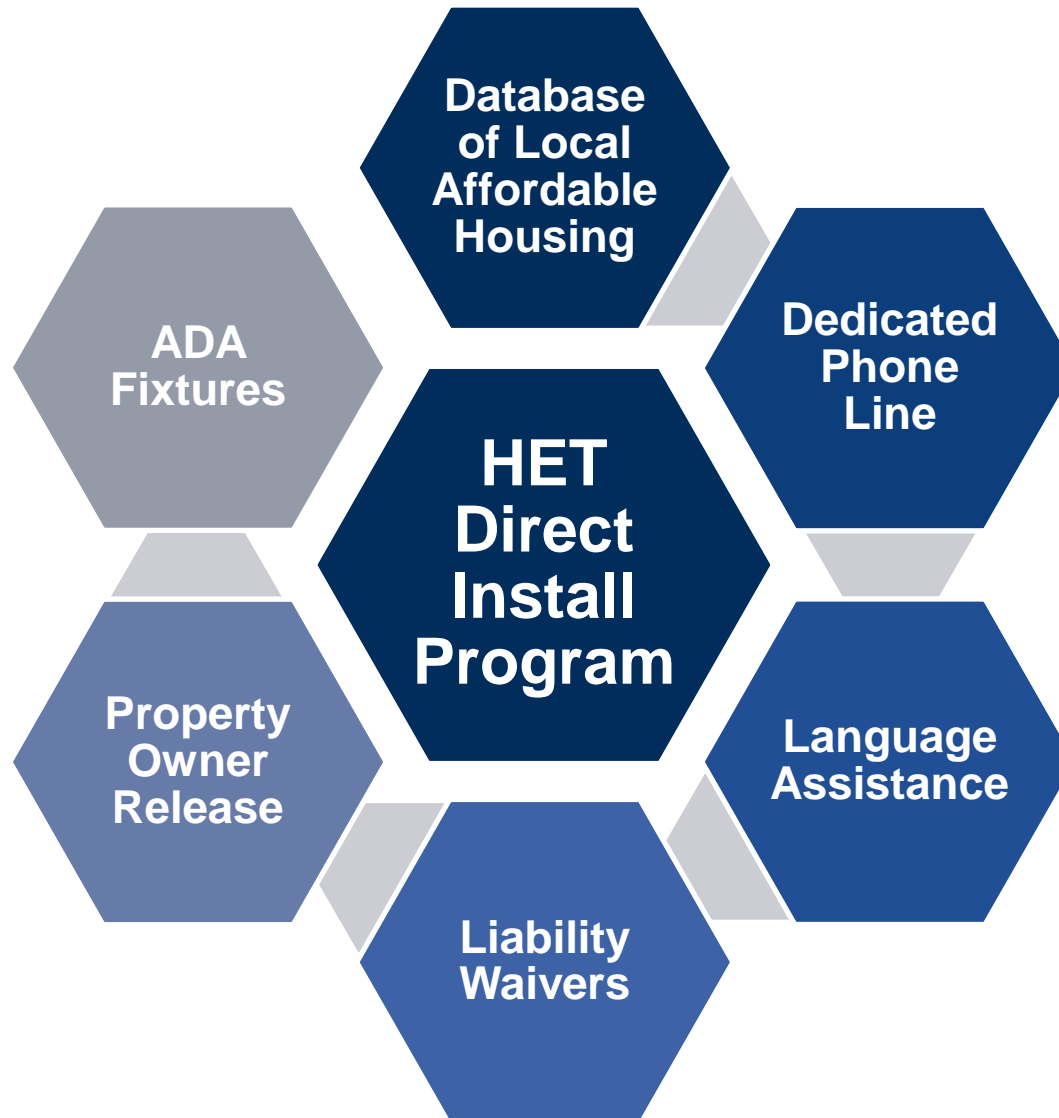 Database
of Local
Affordable
Housing
Dedicated
Phone
Line
Language
Assistance
Liability
Waivers
Property
Owner
Release
ADA
Fixtures
HET
Direct
Install
Program